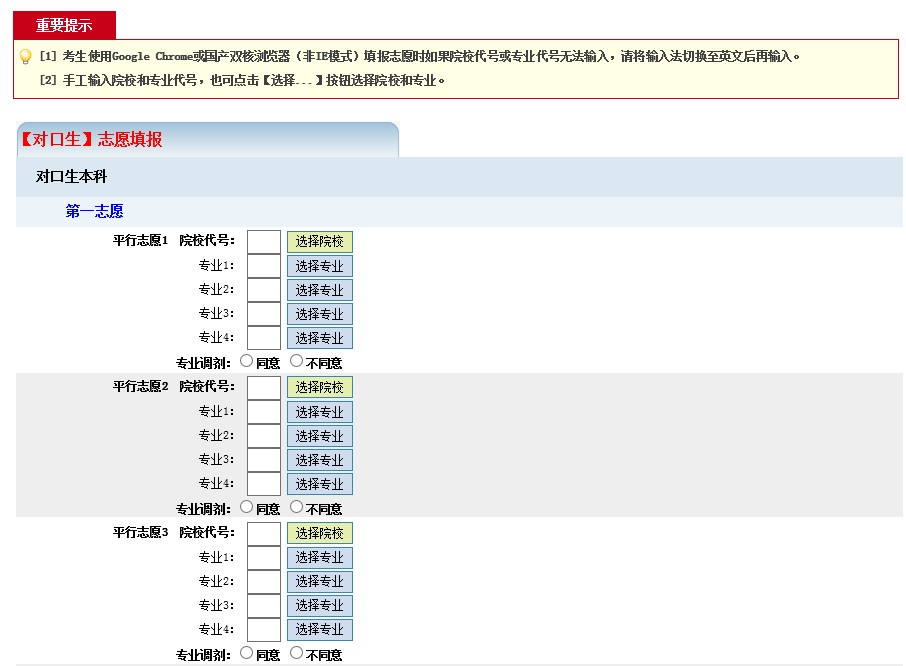 重要提示
[1] 考生使用Google Chrome或国产双核浏览器（非IE模式）填报志愿时如果院校代号或专业代号无法输入，请将输入法切换至英文后再输入。
[2] 手工输入院校和专业代号，也可点击【选择...】按钮选择院校和专业。
【对口生】志愿填报
对口生本科
第一志愿
平行志愿1 院校代号： 选择院校
专业1： 选择专业
专业2： 选择专业
专业3： 选择专业
专业4： 选择专业
专业调剂： 同意 不同意
平行志愿2 院校代号： 选择院校
专业1： 选择专业
专业2： 选择专业
专业3： 选择专业
专业4： 选择专业
专业调剂： 同意 不同意
平行志愿3 院校代号： 选择院校
专业1： 选择专业
专业2： 选择专业
专业3： 选择专业
专业4： 选择专业
专业调剂： 同意 不同意